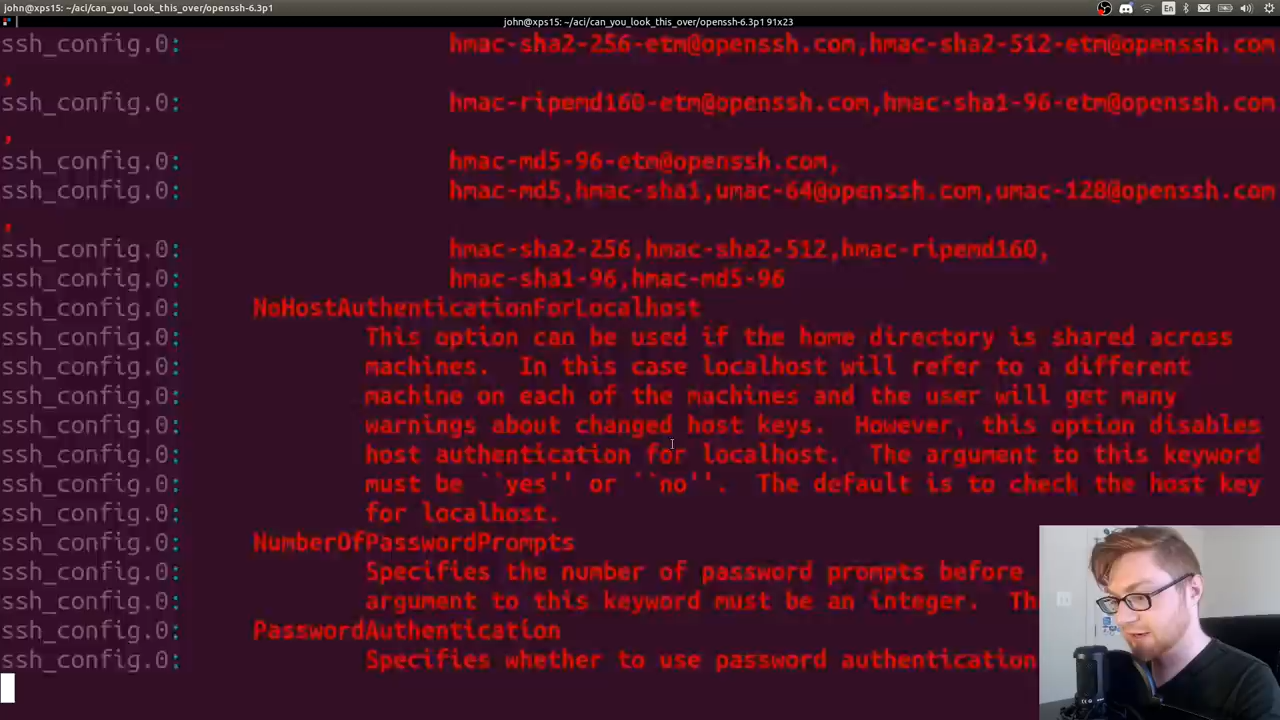 john@xps15: ~/aci/can_you_look_this_over/openssh-6.3p1
En
john@xps15: ~/aci/can_you_look_this_over/openssh-6.3p1 91x23
ssh_config.0: hmac-sha2-256-etm@openssh.com,hmac-sha2-512-etm@openssh.com
,
ssh_config.0: hmac-ripemd160-etm@openssh.com,hmac-sha1-96-etm@openssh.com
,
ssh_config.0: hmac-md5-96-etm@openssh.com,
ssh_config.0: hmac-md5,hmac-sha1,umac-64@openssh.com,umac-128@openssh.com
,
ssh_config.0: hmac-sha2-256,hmac-sha2-512,hmac-ripemd160,
ssh_config.0: hmac-sha1-96,hmac-md5-96
ssh_config.0: NoHostAuthenticationForLocalhost
ssh_config.0: This option can be used if the home directory is shared across
ssh_config.0: machines.  In this case localhost will refer to a different
ssh_config.0: machine on each of the machines and the user will get many
ssh_config.0: warnings about changed host keys.  However, this option disables
ssh_config.0: host authentication for localhost.  The argument to this keyword
ssh_config.0: must be ``yes'' or ``no''.  The default is to check the host key
ssh_config.0: for localhost.
ssh_config.0: NumberOfPasswordPrompts
ssh_config.0: Specifies the number of password prompts before
ssh_config.0: argument to this keyword must be an integer.  Th
ssh_config.0: PasswordAuthentication
ssh_config.0: Specifies whether to use password authentication